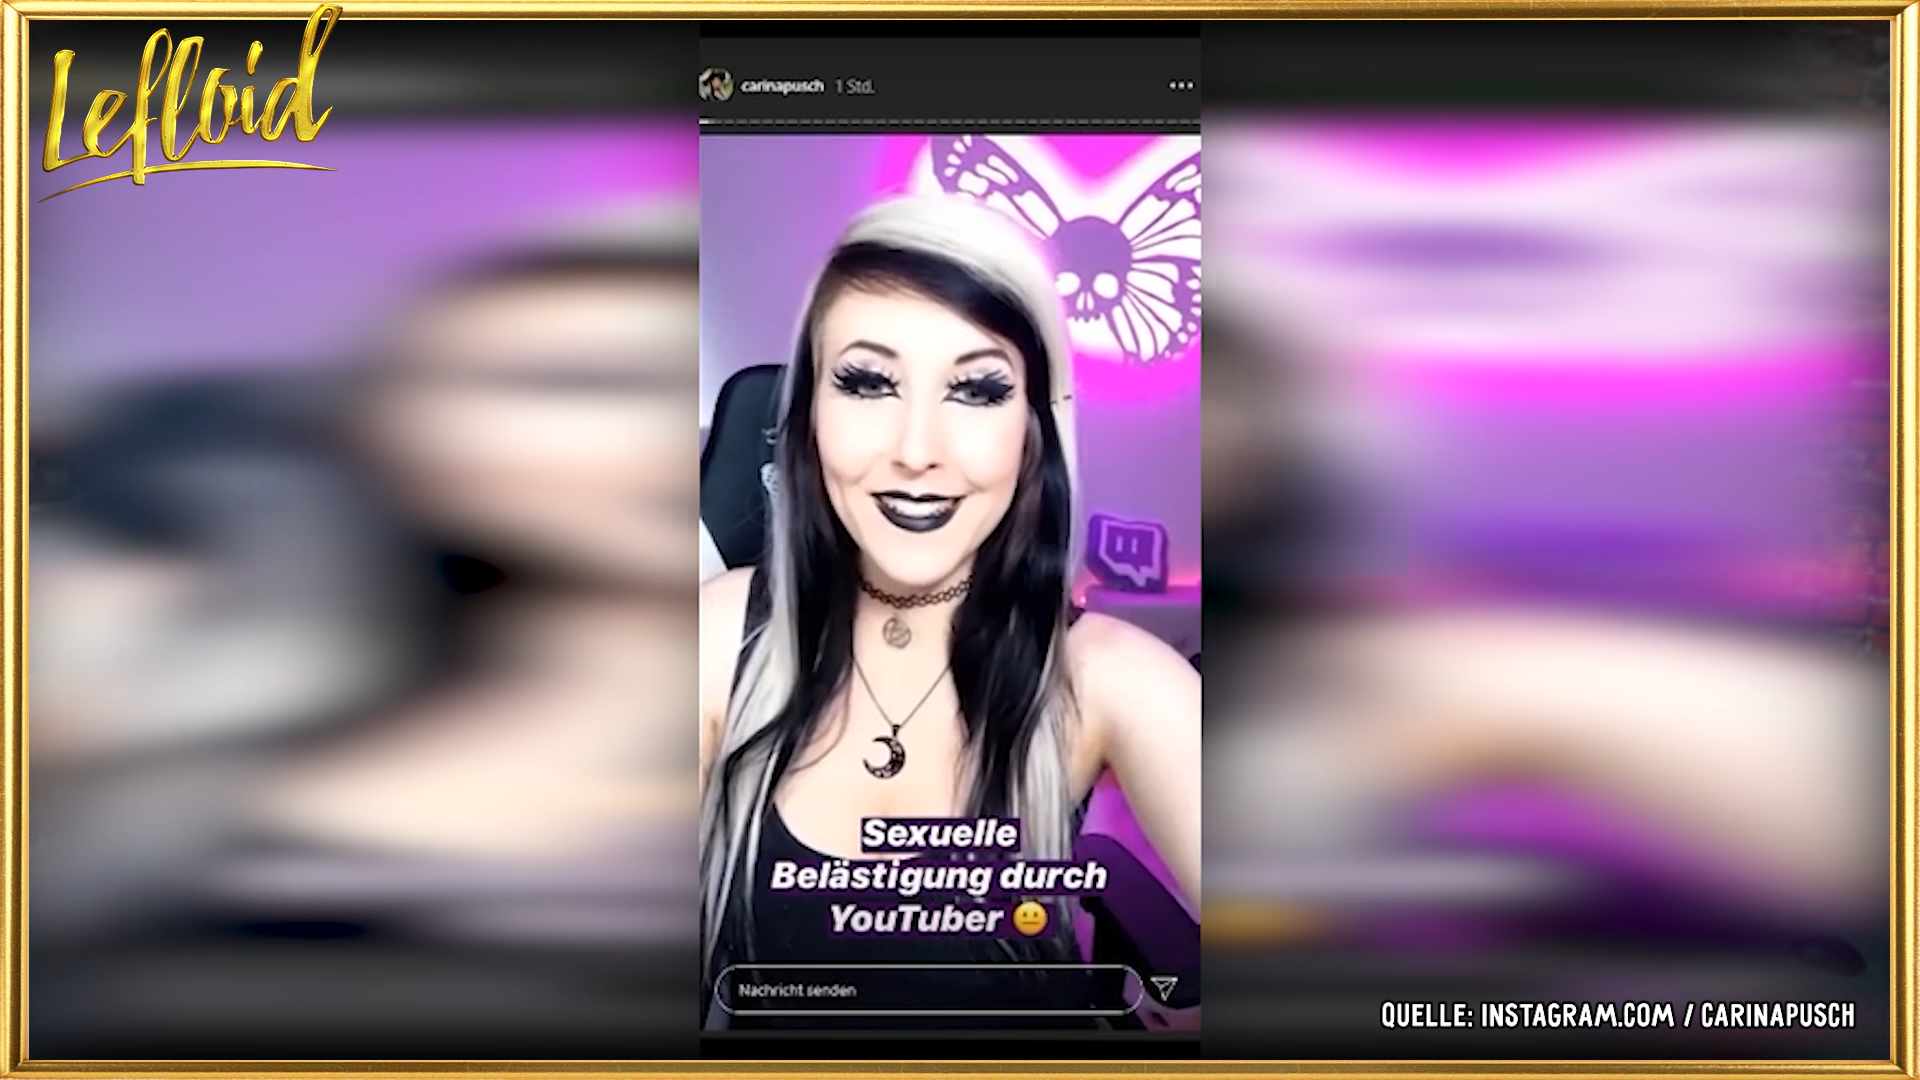 Lefloid
carinapusch 1 Std.
Sexuelle
Belästigung durch
YouTuber 😐
Nachricht senden
QUELLE: INSTAGRAM.COM / CARINAPUSCH